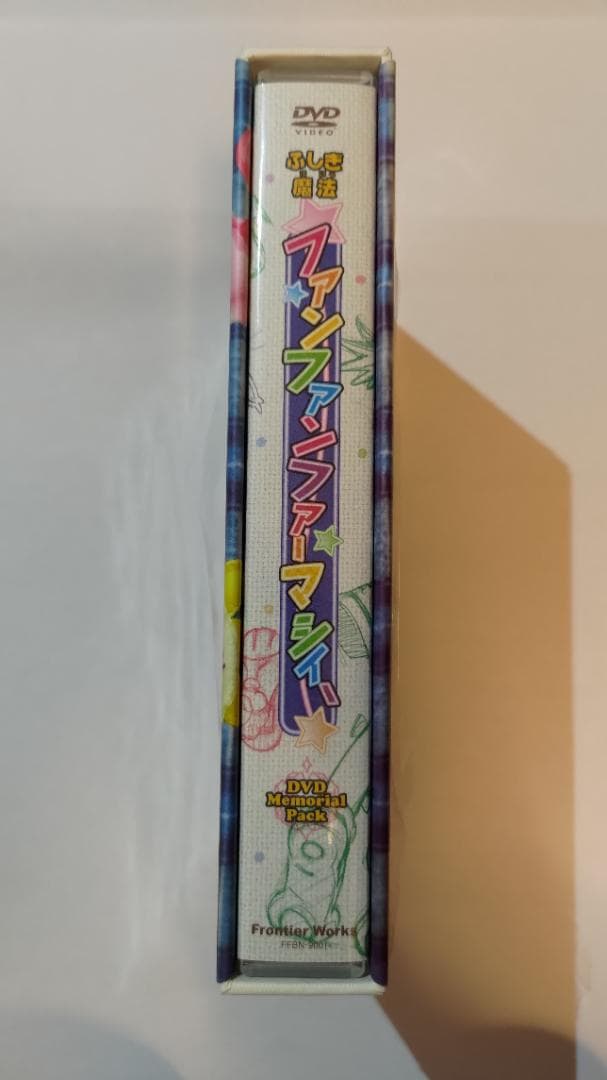 DVD
VIDEO
ふしぎ
魔法
ファンファンファーマシィー
DVD
Memorial
Pack
Frontier Works